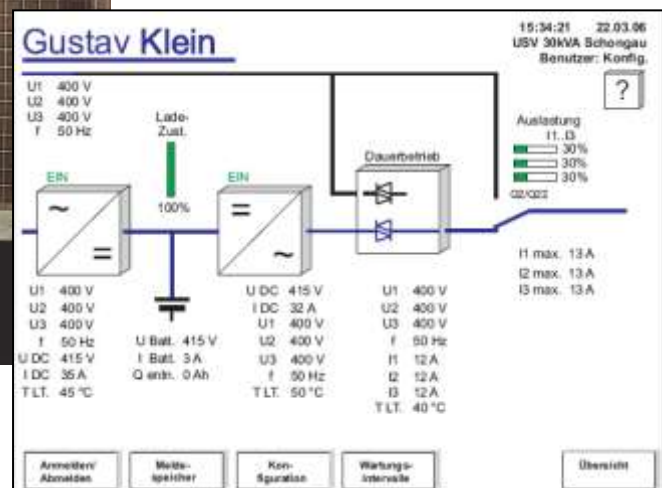 Gustav Klein
15:34:21 22.03.06
USV 30kVA Schongau
Benutzer: Konfig.
?
U1 400 V
U2 400 V
U3 400 V
f 50 Hz
Lade-
Zust.
100%
Dauerbetrieb
Auslastung
I1..I3
30%
30%
30%
Q2/Q22
EIN
~
=
EIN
=
~
I1 max. 13 A
I2 max. 13 A
I3 max. 13 A
U1 400 V
U2 400 V
U3 400 V
f 50 Hz
U DC 415 V
I DC 35 A
T LT. 45 °C
U Batt. 415 V
I Batt. 3 A
Q entn. 0 Ah
U DC 415 V
I DC 32 A
U1 400 V
U2 400 V
U3 400 V
f 50 Hz
T LT. 50 °C
U1 400 V
U2 400 V
U3 400 V
f 50 Hz
I1 12 A
I2 12 A
I3 12 A
T LT. 40 °C
Anmelden/
Abmelden
Melde-
speicher
Kon-
figuration
Wartungs-
intervalle
Übersicht